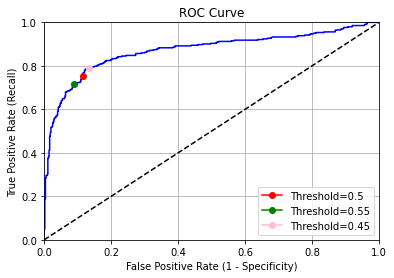 ROC Curve
True Positive Rate (Recall)
1.0
0.8
0.6
0.4
0.2
0.0
Threshold=0.5
Threshold=0.55
Threshold=0.45
0.0 0.2 0.4 0.6 0.8 1.0
False Positive Rate (1 - Specificity)